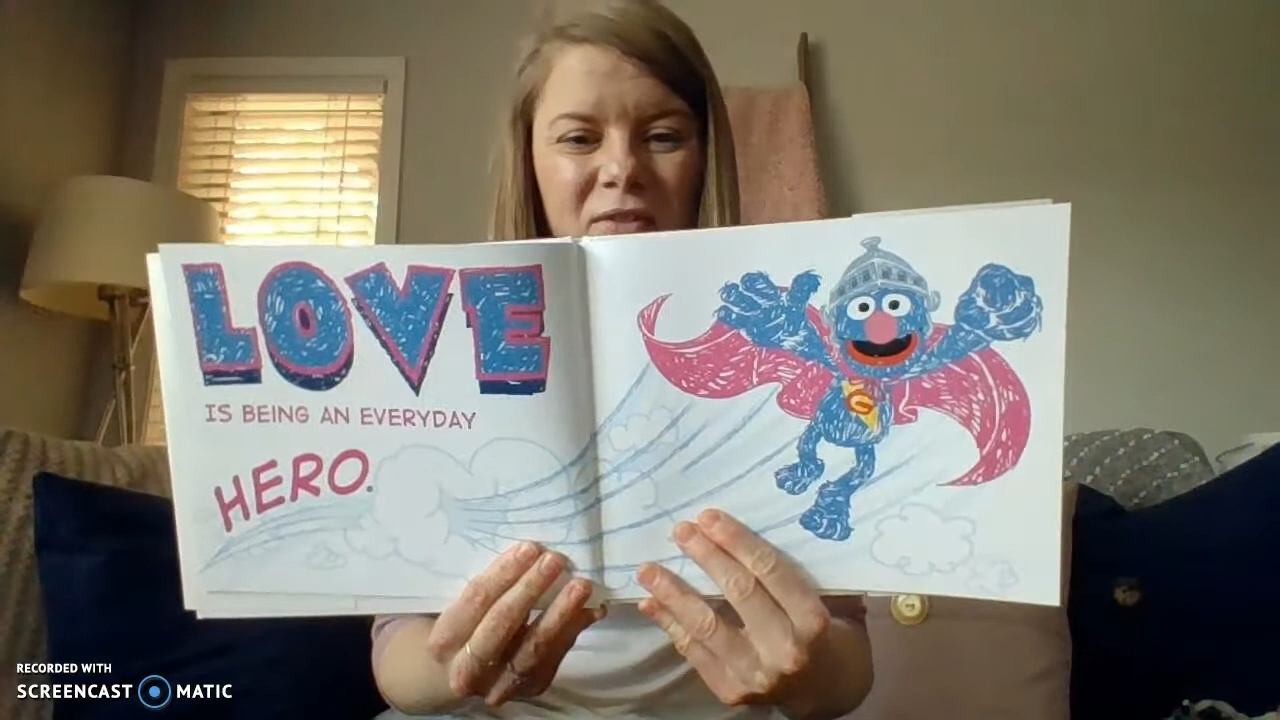 LOVE
IS BEING AN EVERYDAY
HERO.
G
RECORDED WITH
SCREENCAST MATIC